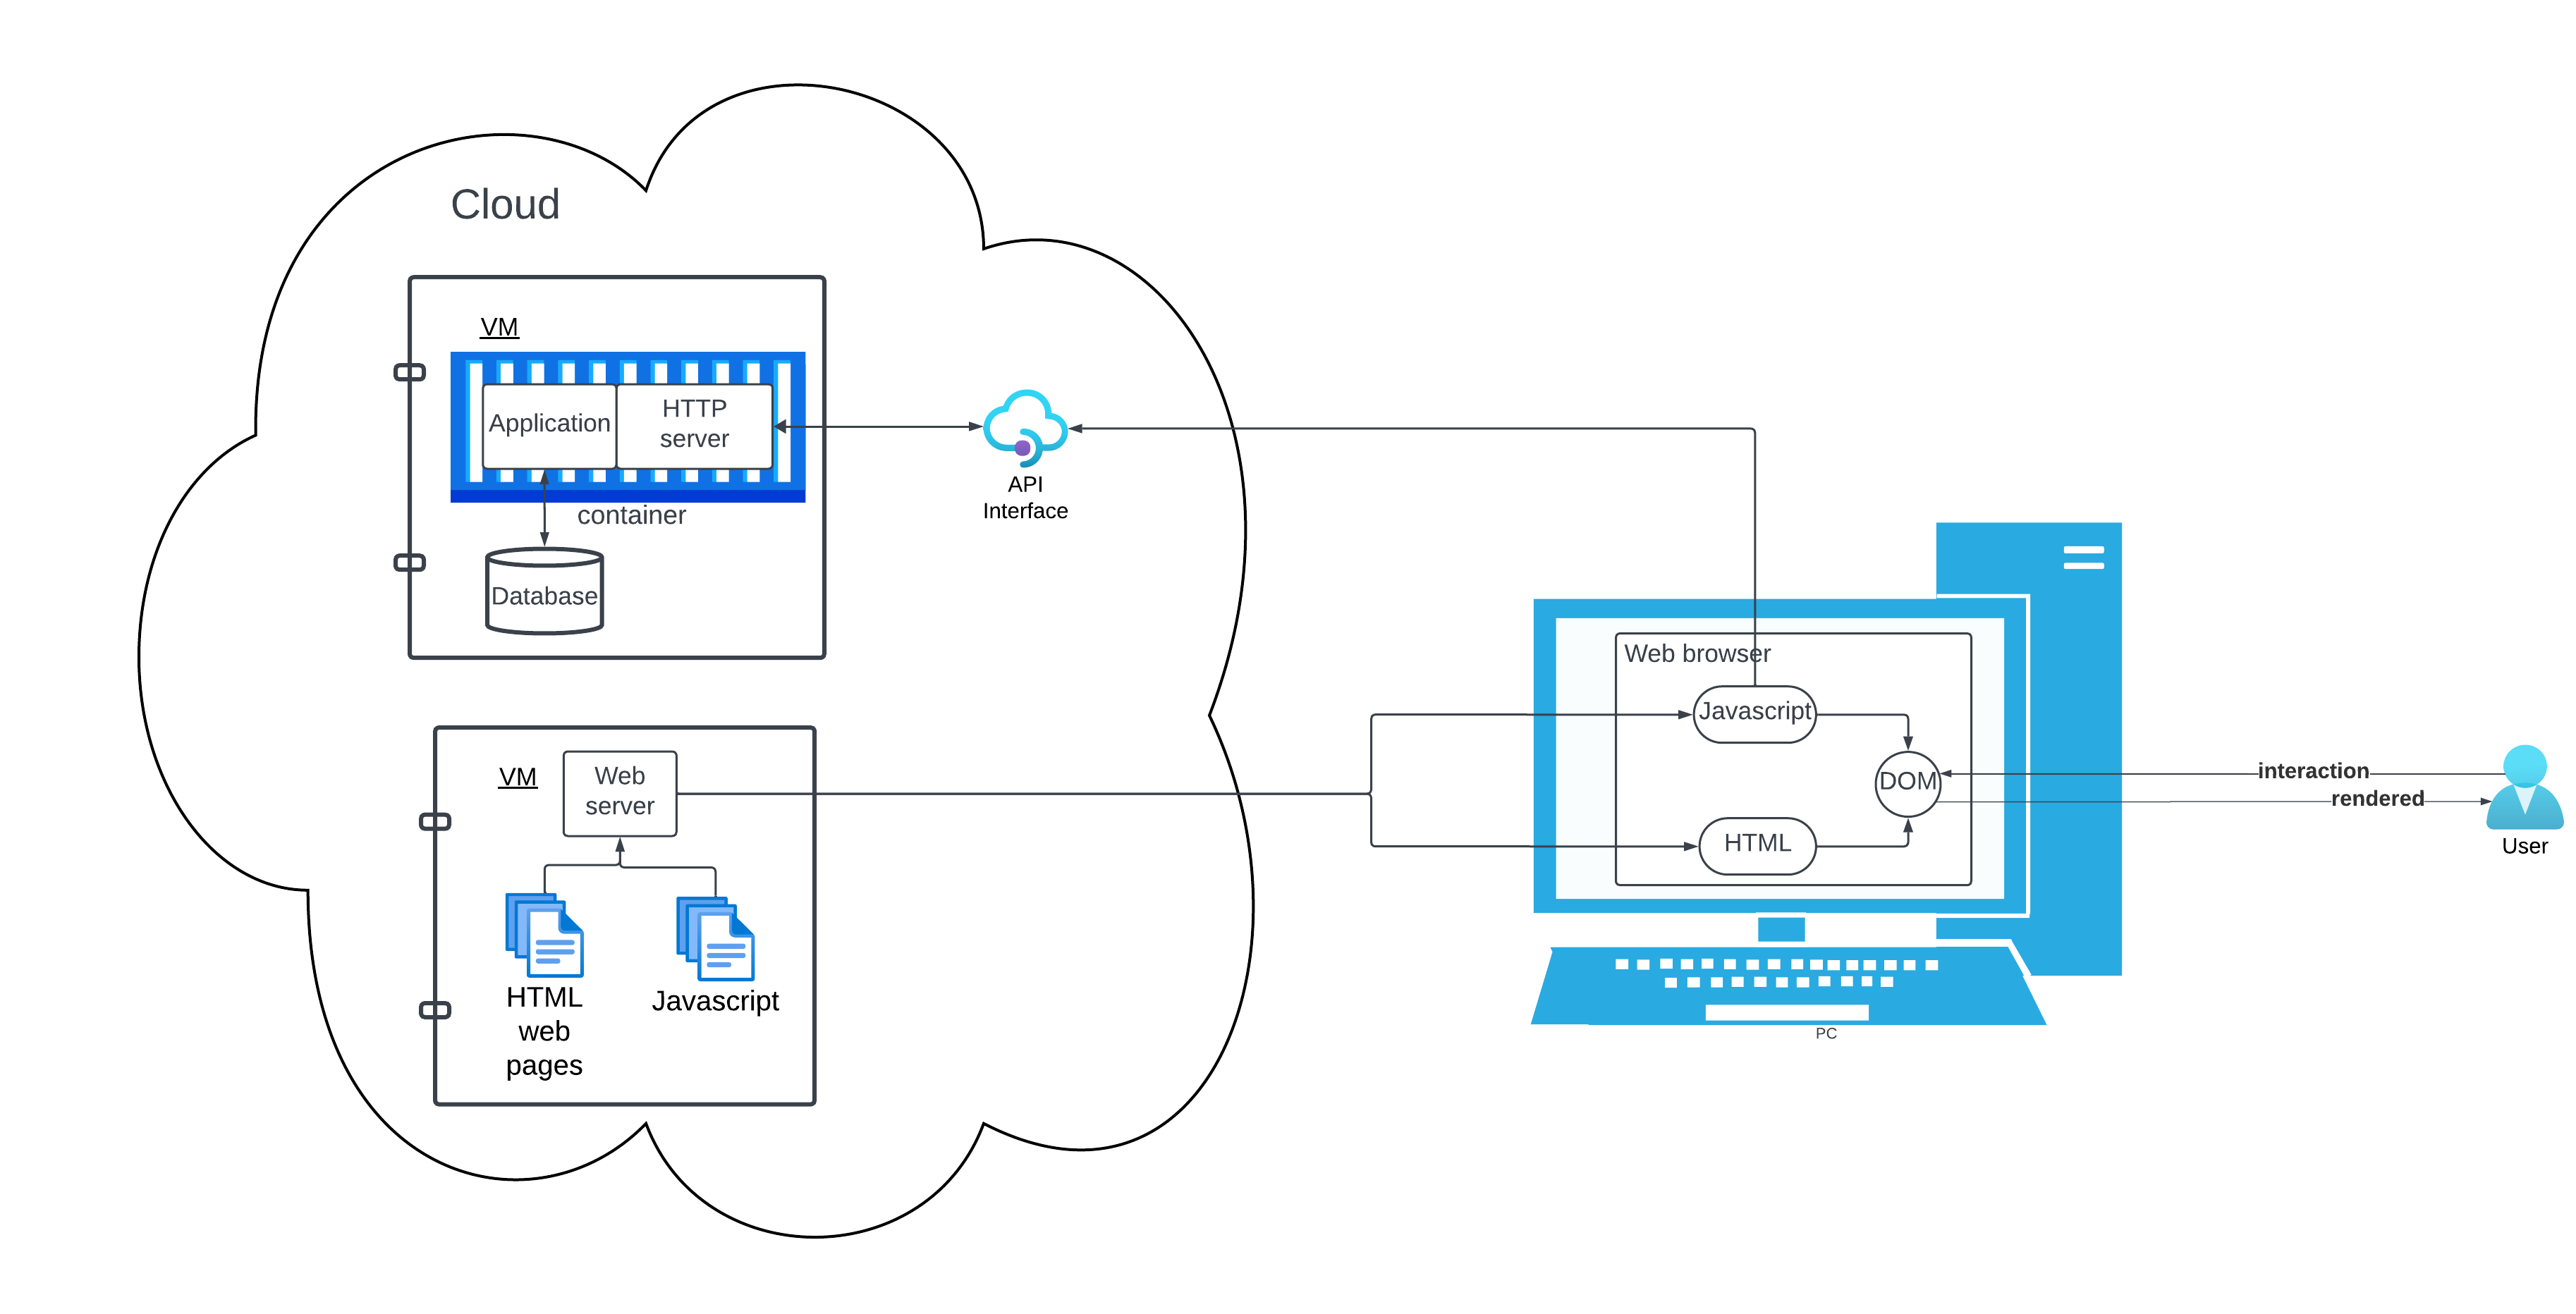 Cloud
VM
Application
HTTP
server
container
Database
API
Interface
VM
Web
server
HTML
web
pages
Javascript
Web browser
Javascript
DOM
HTML
PC
interaction
rendered
User